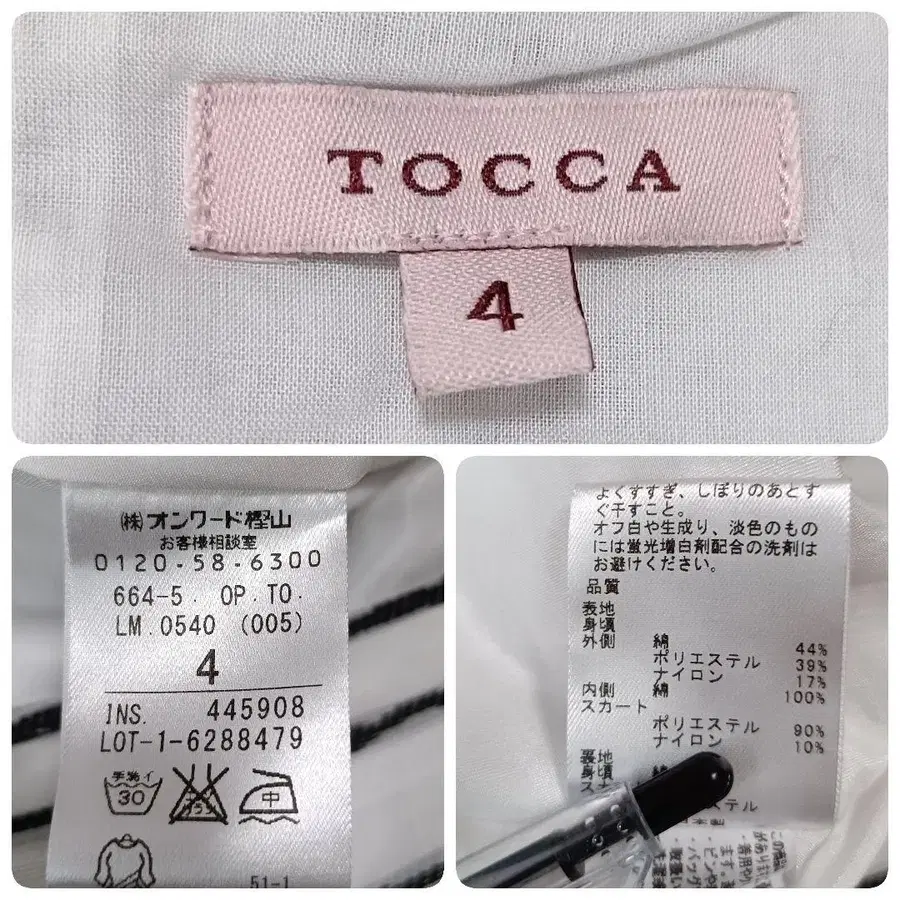 TOCCA
4
㈱オンワード樫山
お客様相談室
0120-58-6300
664-5. OP. TO.
LM.0540 (005)
4
INS. 445908
LOT-1-6288479
手洗イ
30
中
51-1
よくすすぎ、しぼりのあとす
ぐ干すこと。
オフ白や生成り、淡色のもの
には蛍光増白剤配合の洗剤は
お避けください。
品質
表地
身頃
外側 綿 44%
ポリエステル 39%
ナイロン 17%
内側 綿 100%
スカート
ポリエステル 90%
ナイロン 10%
裏地
身頃 綿